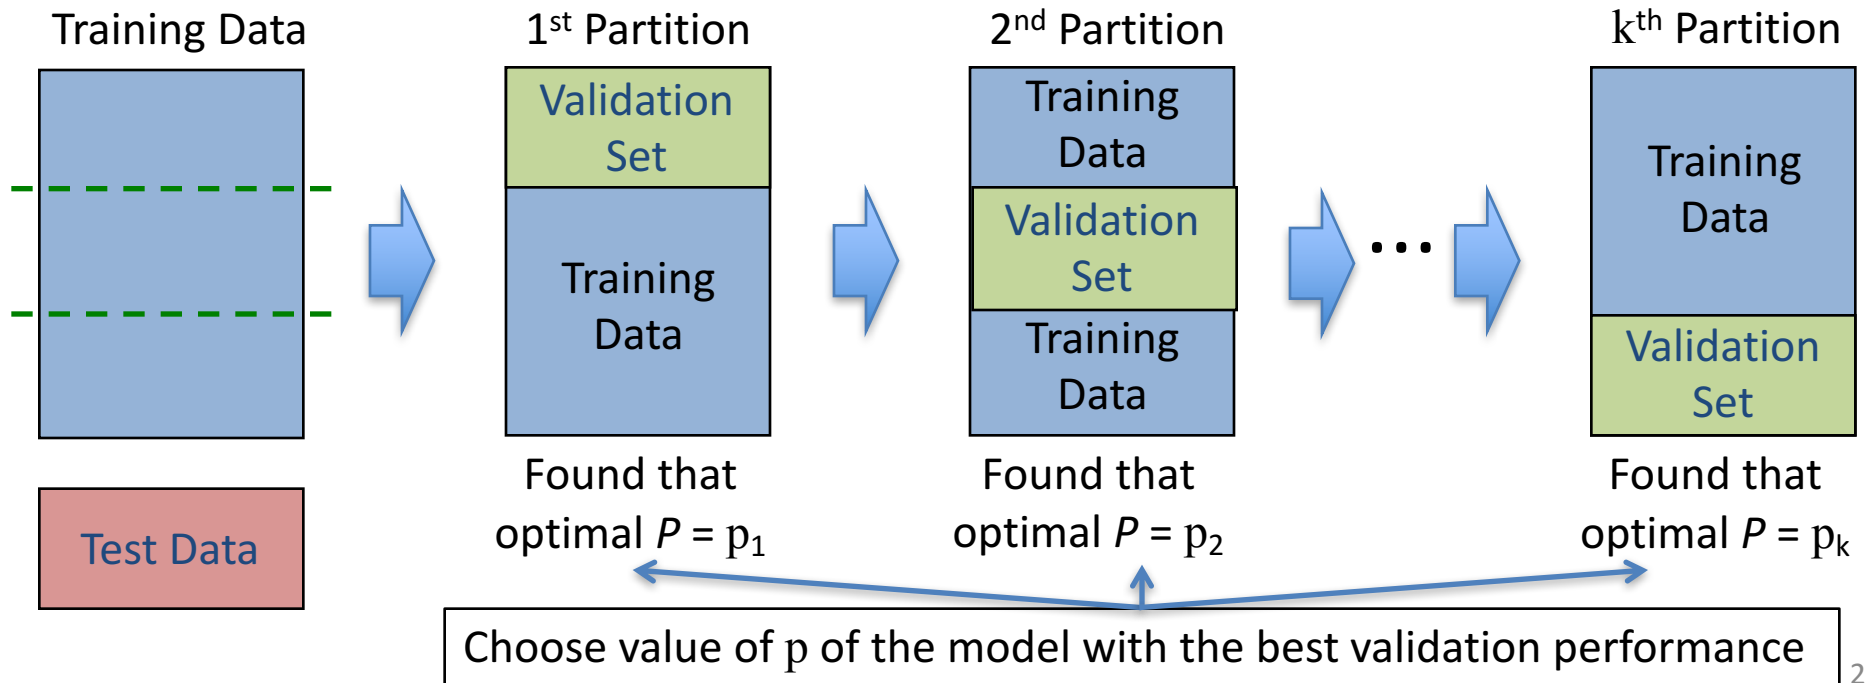 Training Data
1st Partition
2nd Partition
kth Partition
Validation
Set
Training
Data
Training
Data
Validation
Set
Training
Data
...
Training
Data
Validation
Set
Test Data
Found that
optimal P = p1
Found that
optimal P = p2
Found that
optimal P = pk
Choose value of p of the model with the best validation performance
2